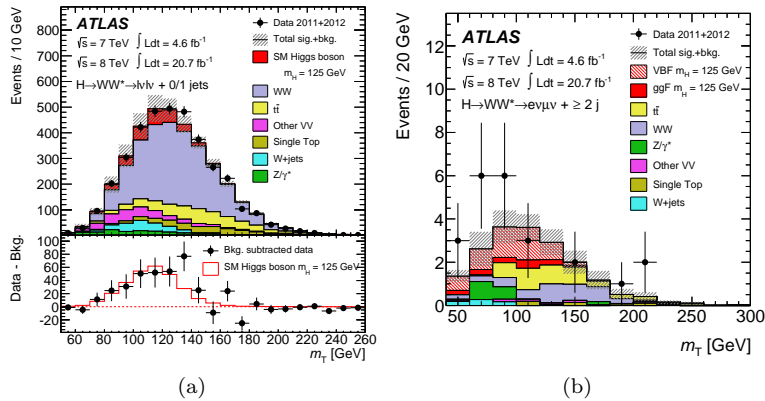 Events / 10 GeV
800
700
600
500
400
300
200
100
ATLAS
√s = 7 TeV ∫ Ldt = 4.6 fb⁻¹
√s = 8 TeV ∫ Ldt = 20.7 fb⁻¹
H→WW*→lνlν + 0/1 jets
Data 2011+2012
Total sig.+bkg.
SM Higgs boson
m_H = 125 GeV
WW
tt̄
Other VV
Single Top
W+jets
Z/γ*
Data - Bkg.
100
80
60
40
20
0
-20
Bkg. subtracted data
SM Higgs boson m_H = 125 GeV
60 80 100 120 140 160 180 200 220 240 260
m_T [GeV]
(a)
Events / 20 GeV
12
10
8
6
4
2
0
ATLAS
√s = 7 TeV ∫ Ldt = 4.6 fb⁻¹
√s = 8 TeV ∫ Ldt = 20.7 fb⁻¹
H→WW*→eνμν + ≥ 2 j
Data 2011+2012
Total sig.+bkg.
VBF m_H = 125 GeV
ggF m_H = 125 GeV
tt̄
WW
Z/γ*
Other VV
Single Top
W+jets
50 100 150 200 250 300
m_T [GeV]
(b)